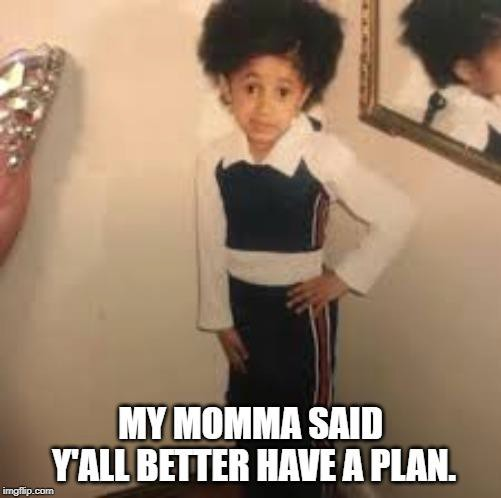 MY MOMMA SAID
Y'ALL BETTER HAVE A PLAN.
imgflip.com